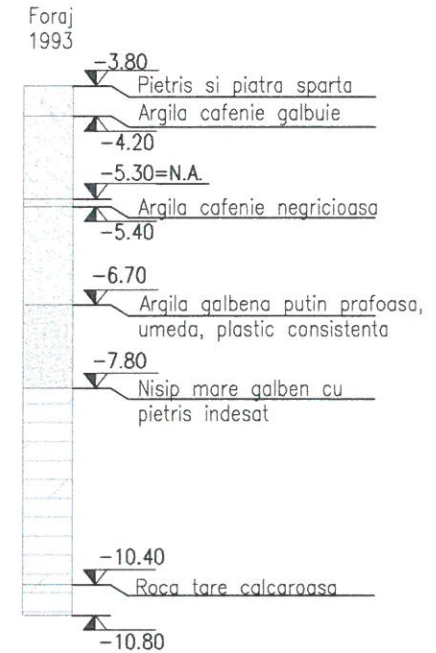 Foraj
1993
-3.80
Pietris si piatra sparta
Argila cafenie galbuie
-4.20
-5.30=N.A.
Argila cafenie negricioasa
-5.40
-6.70
Argila galbena putin prafoasa,
umeda, plastic consistenta
-7.80
Nisip mare galben cu
pietris indesat
-10.40
Roca tare calcaroasa
-10.80